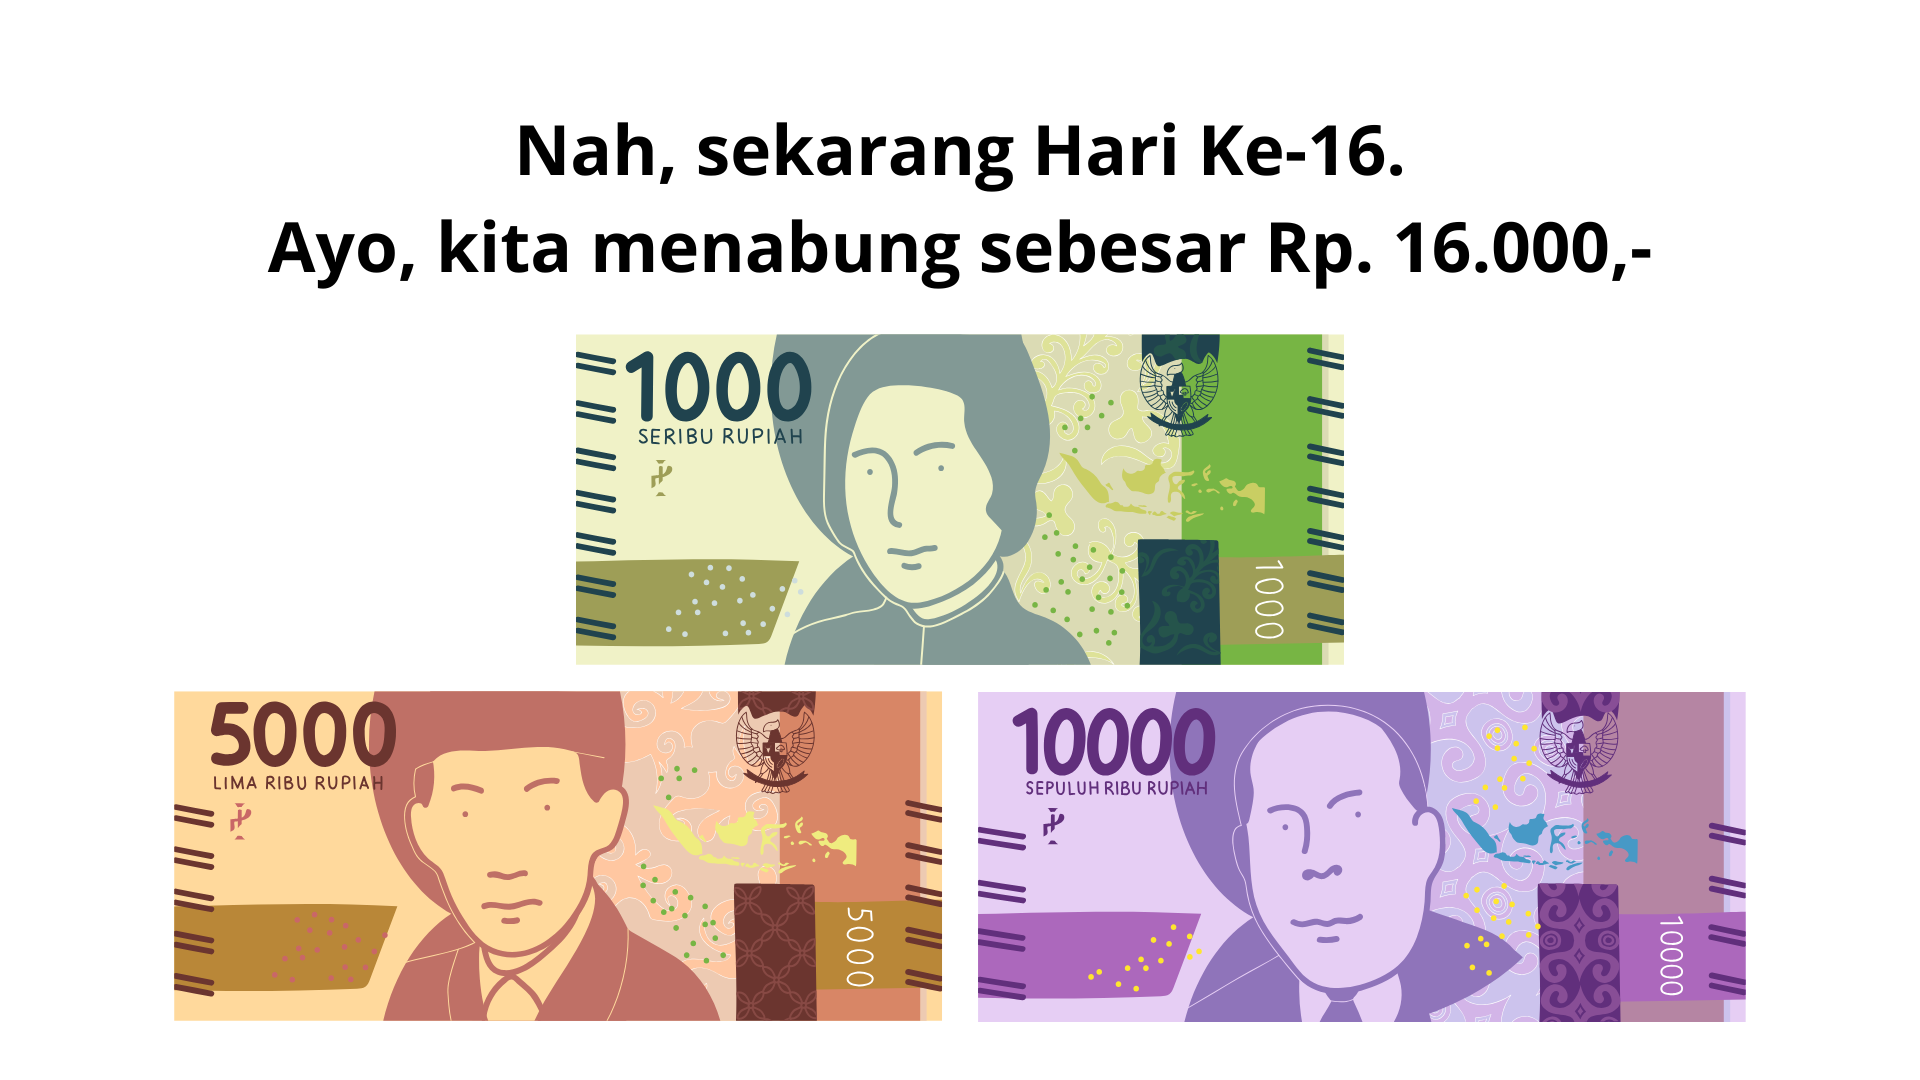 Nah, sekarang Hari Ke-16.
Ayo, kita menabung sebesar Rp. 16.000,-
1000
SERIBU RUPIAH
1000
5000
LIMA RIBU RUPIAH
5000
10000
SEPULUH RIBU RUPIAH
10000